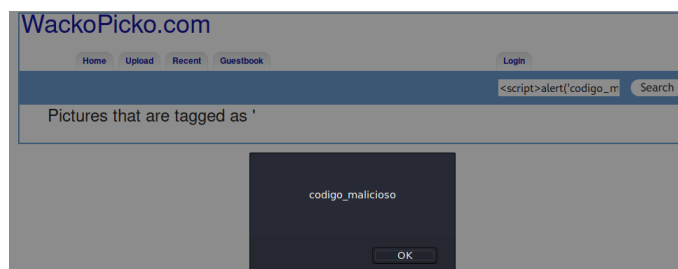 WackoPicko.com
Home Upload Recent Guestbook Login
<script>alert('codigo_m Search
Pictures that are tagged as '
codigo_malicioso
OK